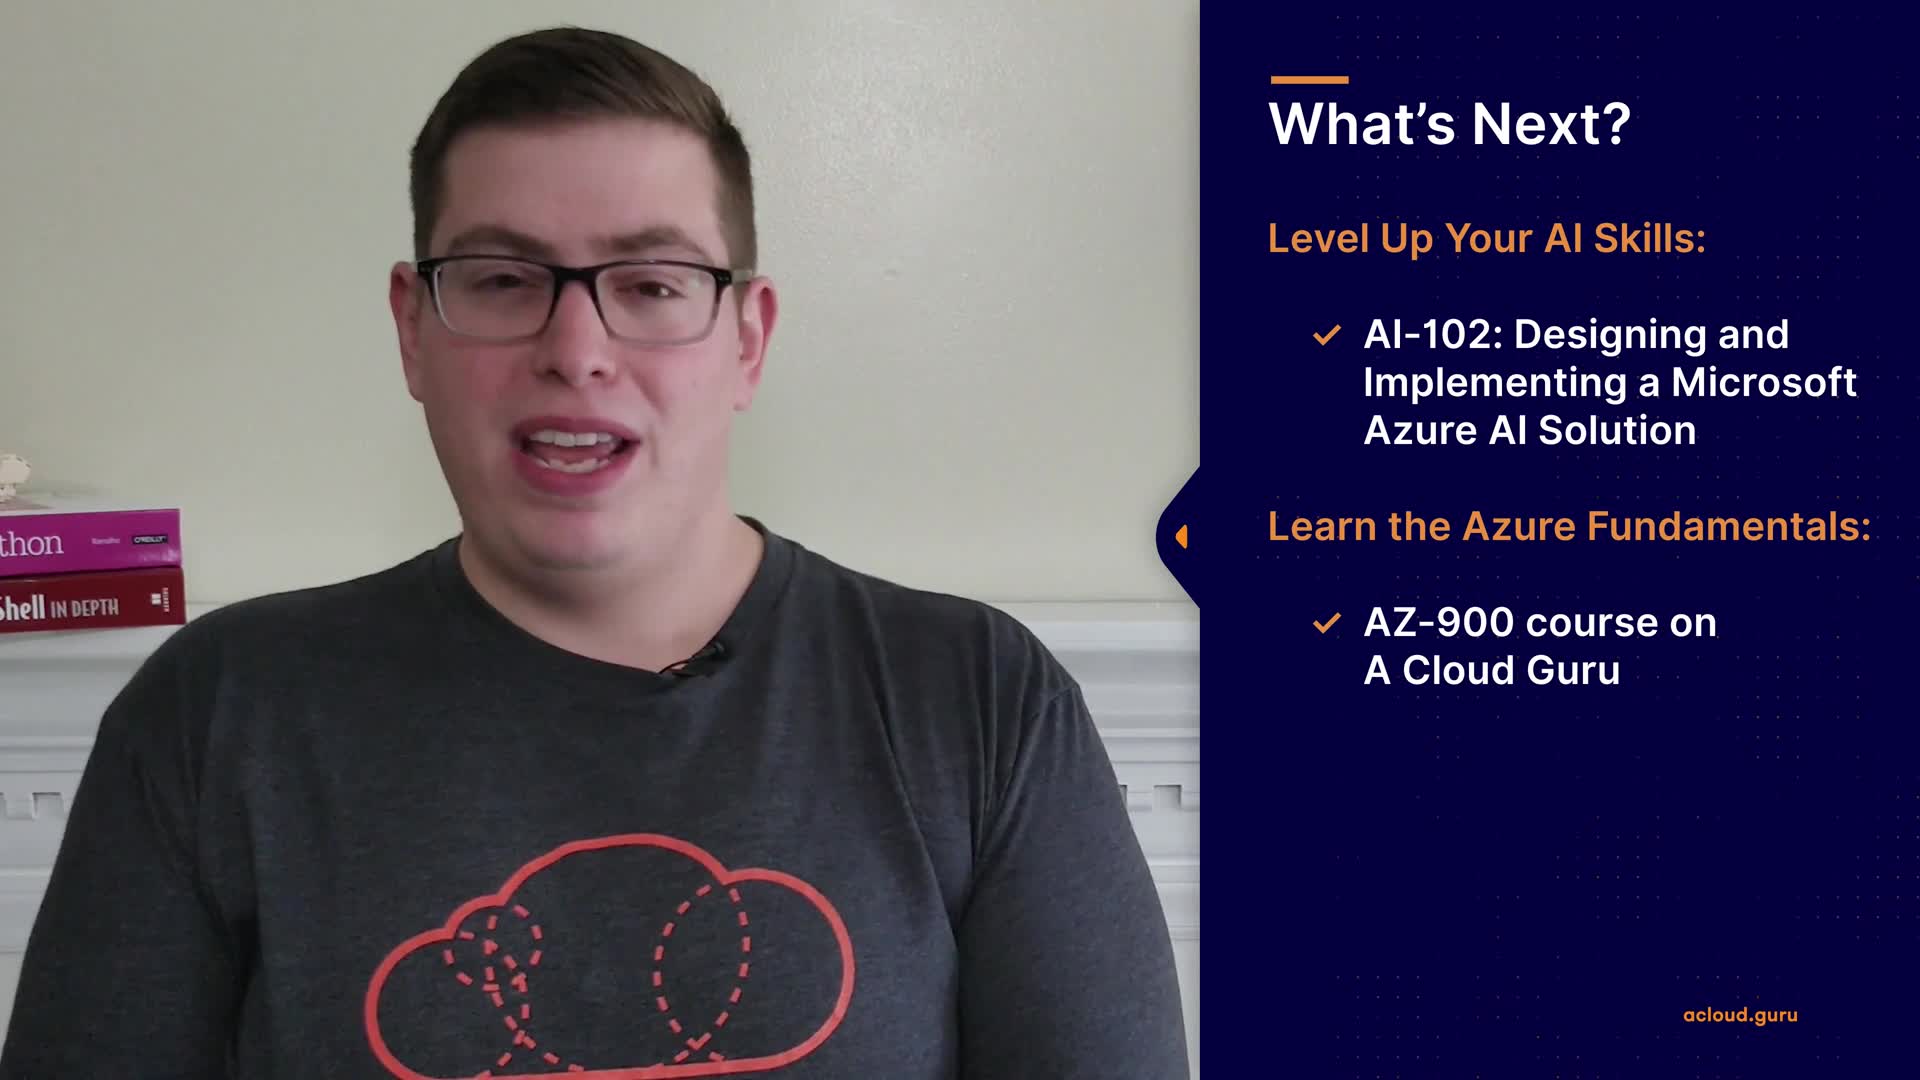 What's Next?
Level Up Your AI Skills:
AI-102: Designing and
Implementing a Microsoft
Azure AI Solution
Learn the Azure Fundamentals:
AZ-900 course on
A Cloud Guru
acloud.guru
thon
O'REILLY
Shell IN DEPTH